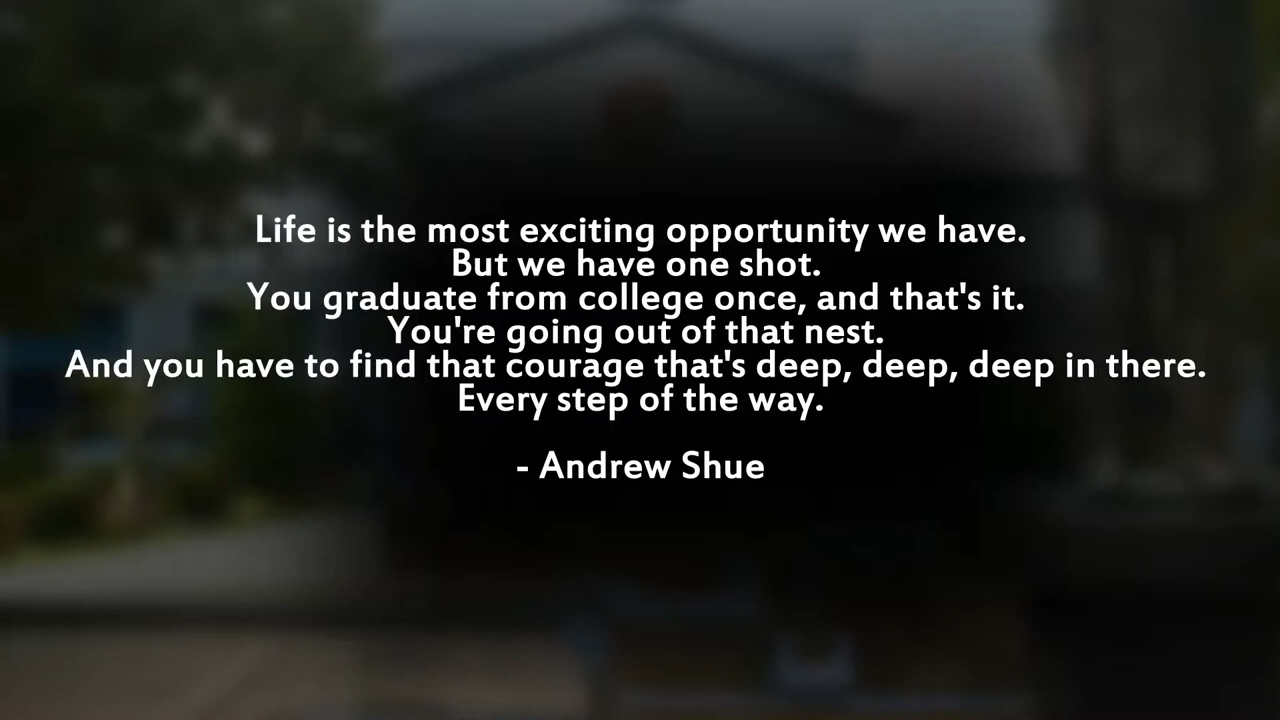 Life is the most exciting opportunity we have.
But we have one shot.
You graduate from college once, and that's it.
You're going out of that nest.
And you have to find that courage that's deep, deep, deep in there.
Every step of the way.
- Andrew Shue